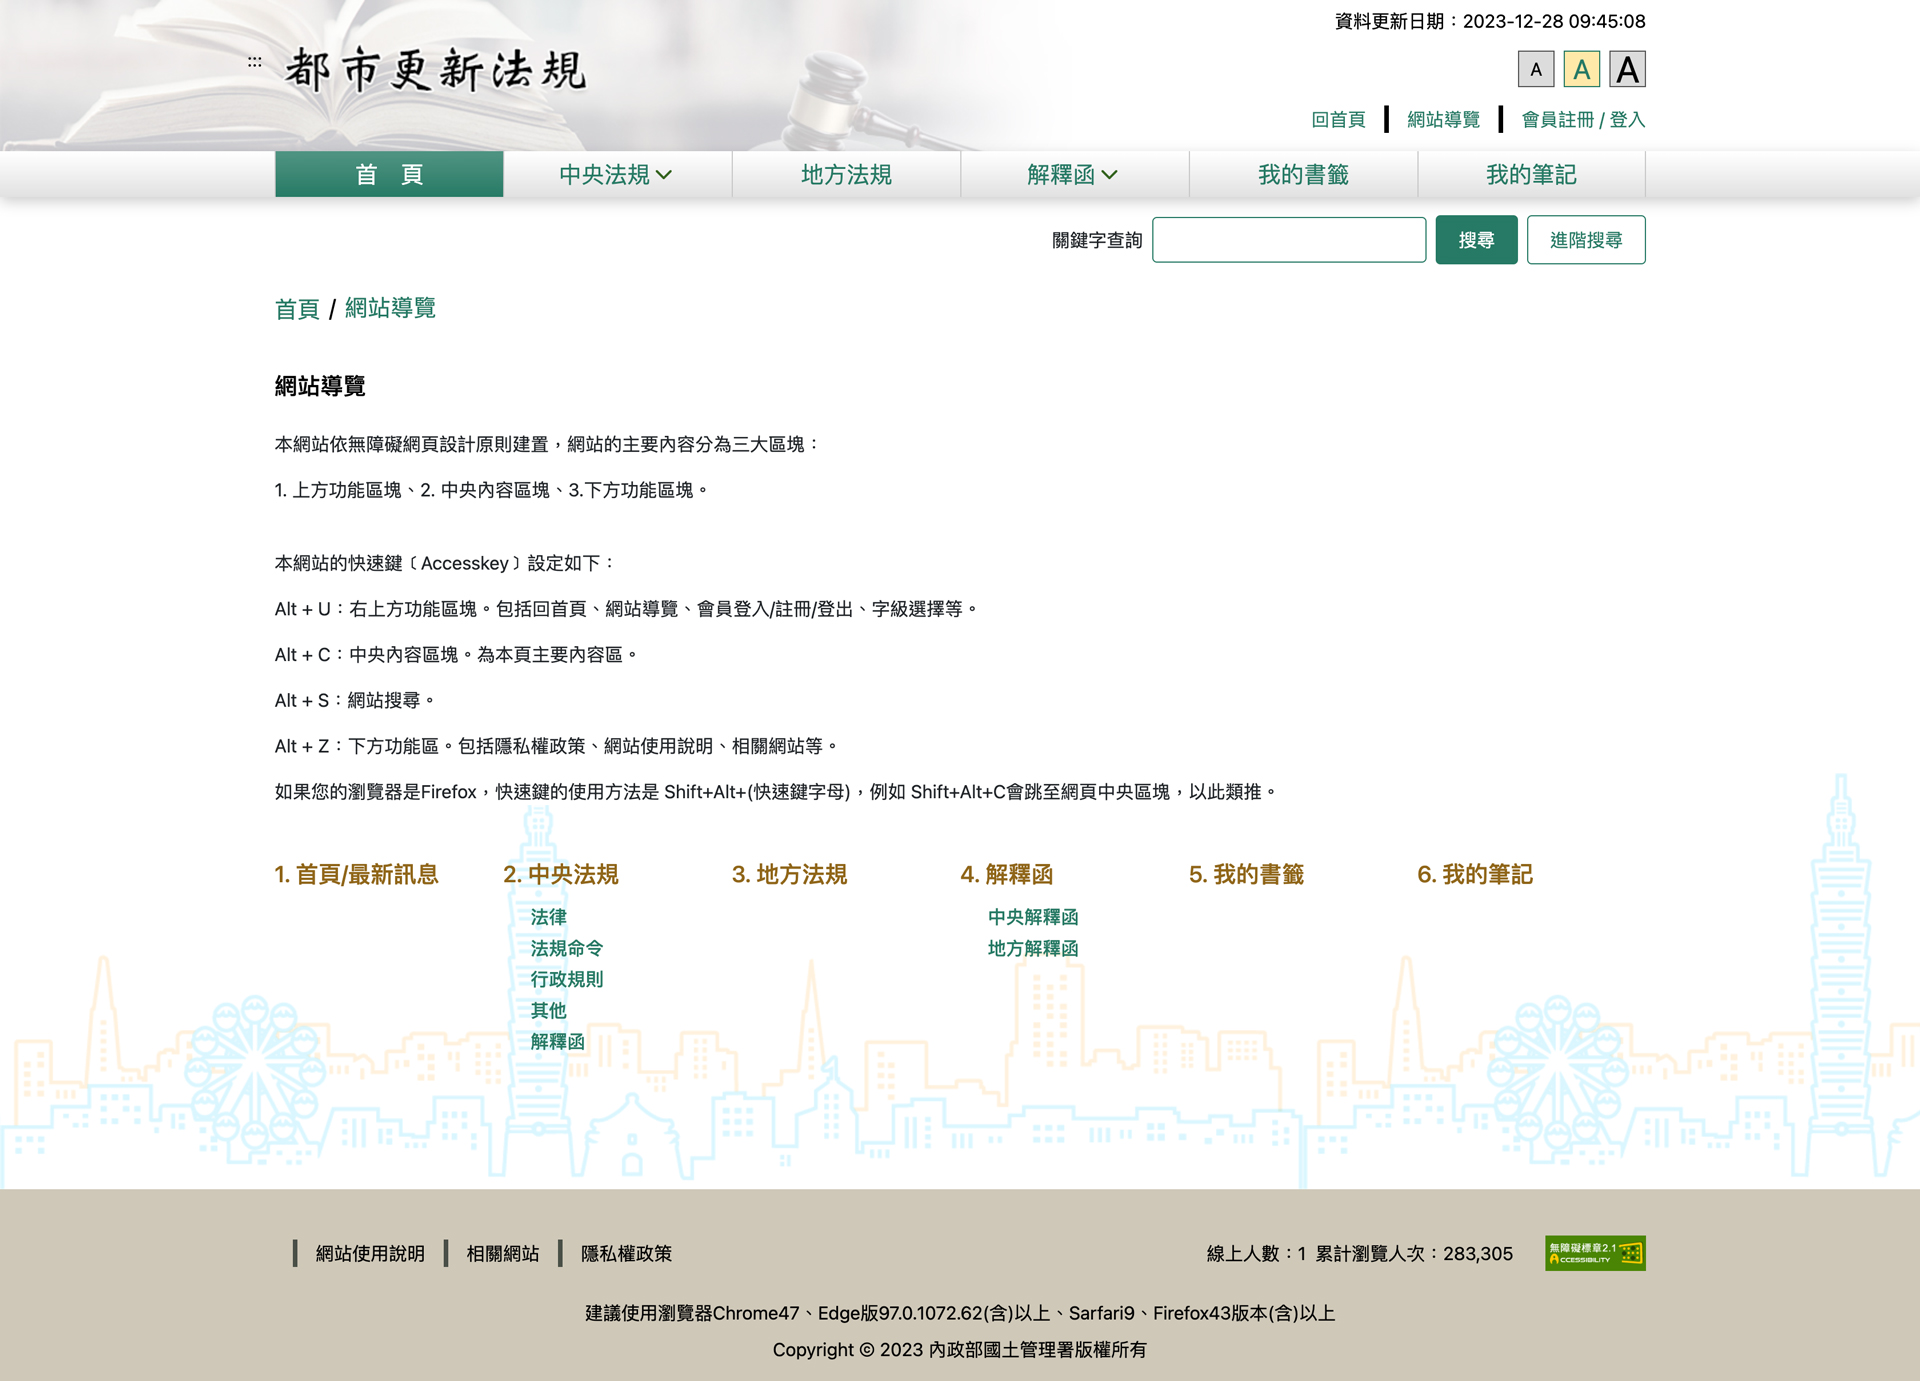 資料更新日期：2023-12-28 09:45:08
:::
都市更新法規
A A A
回首頁 網站導覽 會員註冊 / 登入
首 頁 中央法規 地方法規 解釋函 我的書籤 我的筆記
關鍵字查詢 搜尋 進階搜尋
首頁 / 網站導覽
網站導覽
本網站依無障礙網頁設計原則建置，網站的主要內容分為三大區塊：
1. 上方功能區塊、2. 中央內容區塊、3.下方功能區塊。
本網站的快速鍵﹝Accesskey﹞設定如下：
Alt + U：右上方功能區塊。包括回首頁、網站導覽、會員登入/註冊/登出、字級選擇等。
Alt + C：中央內容區塊。為本頁主要內容區。
Alt + S：網站搜尋。
Alt + Z：下方功能區。包括隱私權政策、網站使用說明、相關網站等。
如果您的瀏覽器是Firefox，快速鍵的使用方法是 Shift+Alt+(快速鍵字母)，例如 Shift+Alt+C會跳至網頁中央區塊，以此類推。
1. 首頁/最新訊息
2. 中央法規
法律
法規命令
行政規則
其他
解釋函
3. 地方法規
4. 解釋函
中央解釋函
地方解釋函
5. 我的書籤
6. 我的筆記
網站使用說明 相關網站 隱私權政策
線上人數：1 累計瀏覽人次：283,305
無障礙標章2.1
ACCESSIBILITY
建議使用瀏覽器Chrome47、Edge版97.0.1072.62(含)以上、Sarfari9、Firefox43版本(含)以上
Copyright © 2023 內政部國土管理署版權所有